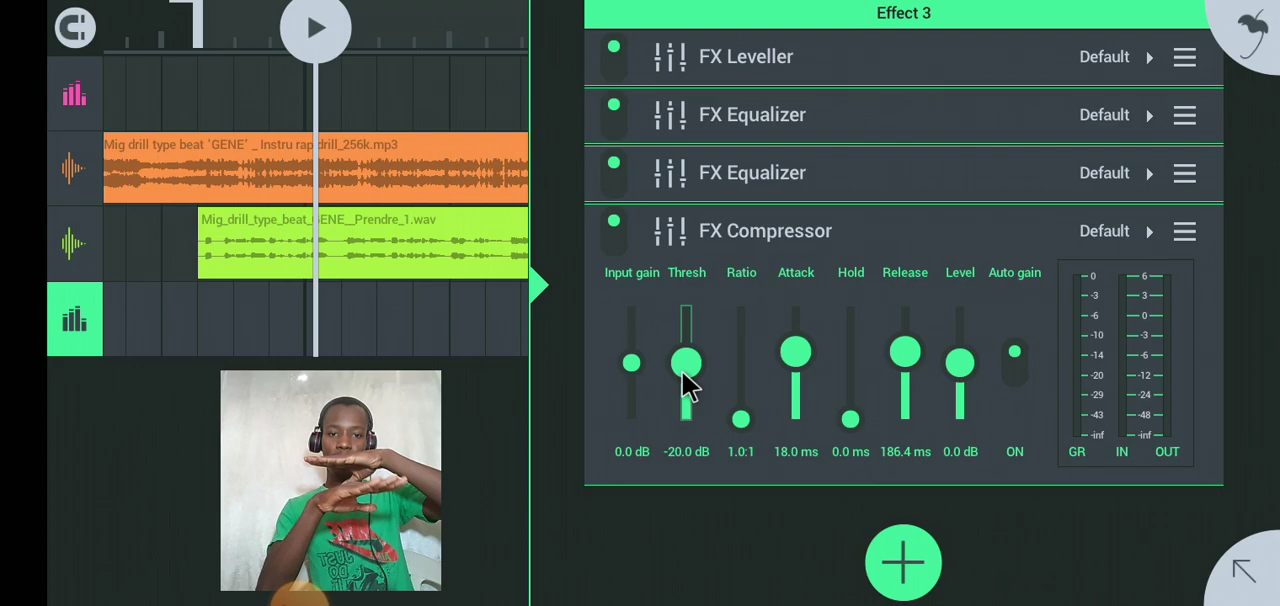 Effect 3
FX Leveller Default
FX Equalizer Default
FX Equalizer Default
FX Compressor Default
Mig drill type beat 'GENE' _ Instru rap drill_256k.mp3
Mig_drill_type_beat_GENE__Prendre_1.wav
Input gain Thresh Ratio Attack Hold Release Level Auto gain
0.0 dB -20.0 dB 1.0:1 18.0 ms 0.0 ms 186.4 ms 0.0 dB ON
0 6
-3 3
-6 0
-10 -3
-14 -6
-20 -12
-29 -24
-43 -48
-inf -inf
GR IN OUT
JUST
DO